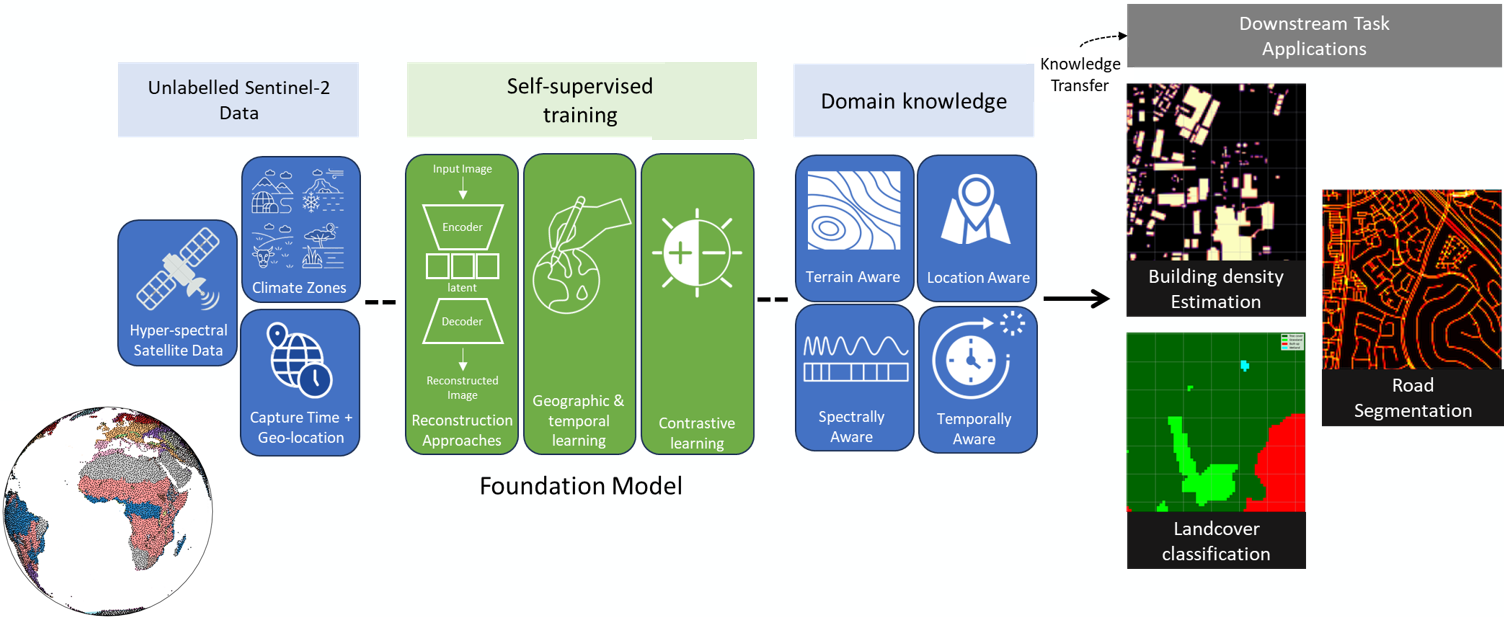 Unlabelled Sentinel-2
Data
Hyper-spectral
Satellite Data
Climate Zones
Capture Time +
Geo-location
Self-supervised
training
Input Image
Encoder
latent
Decoder
Reconstructed
Image
Reconstruction
Approaches
Geographic &
temporal
learning
Contrastive
learning
Foundation Model
Domain knowledge
Terrain Aware
Location Aware
Spectrally
Aware
Temporally
Aware
Knowledge
Transfer
Downstream Task
Applications
Building density
Estimation
Landcover
classification
Road
Segmentation